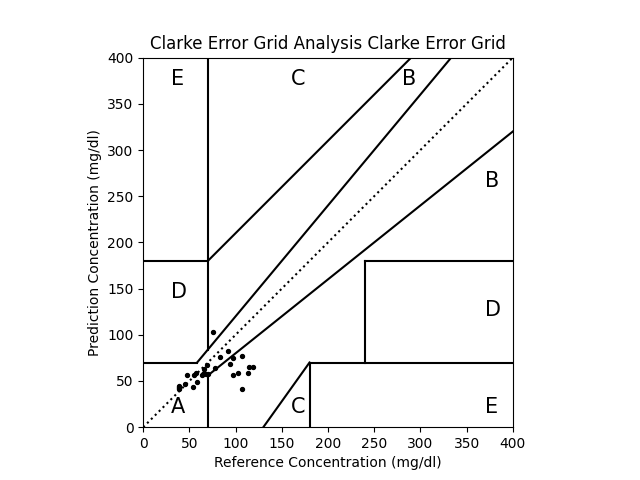 Clarke Error Grid Analysis Clarke Error Grid
400
E
C
B
350
300
B
250
200
D
150
D
100
50
A
C
E
0
0 50 100 150 200 250 300 350 400
Prediction Concentration (mg/dl)
Reference Concentration (mg/dl)